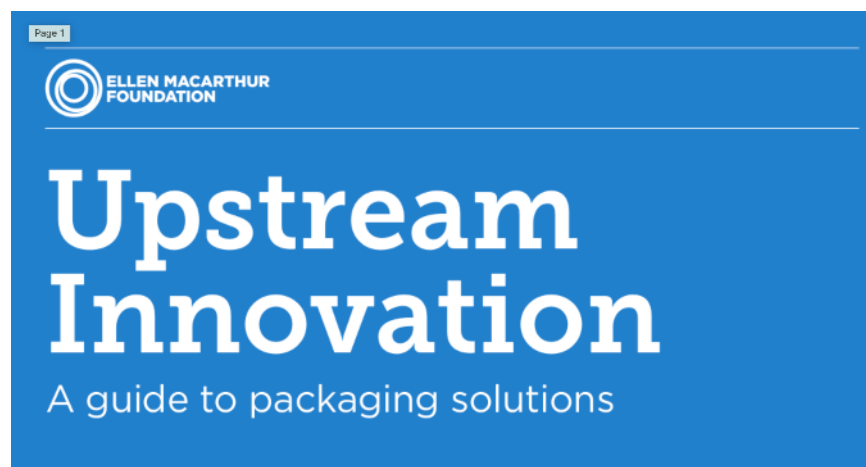 Page 1
ELLEN MACARTHUR
FOUNDATION
Upstream
Innovation
A guide to packaging solutions